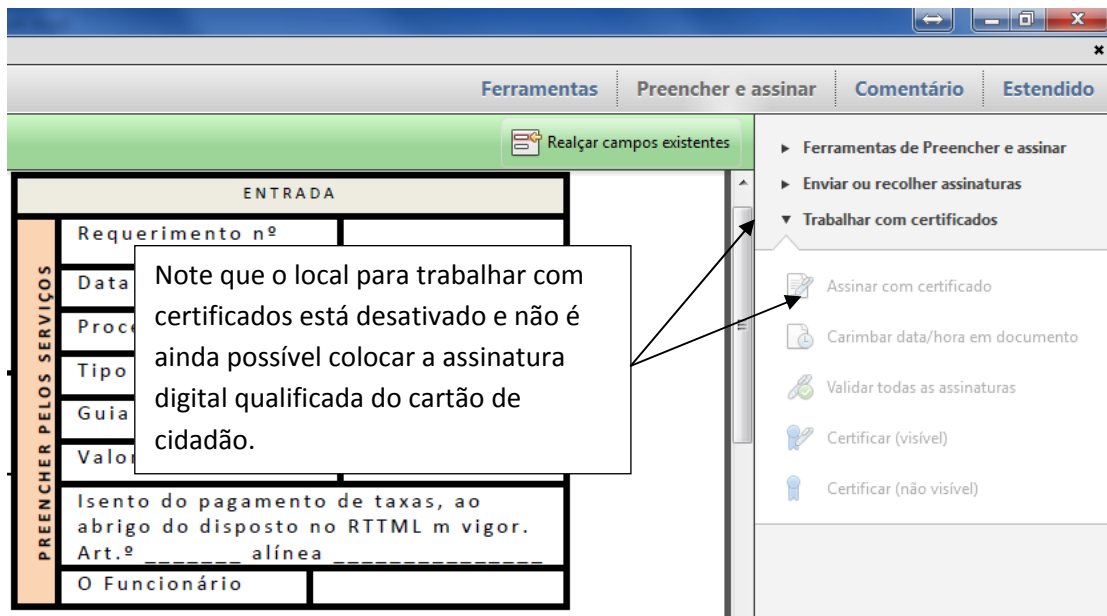 Ferramentas Preencher e assinar Comentário Estendido
Realçar campos existentes
ENTRADA
PREENCHER PELOS SERVIÇOS
Requerimento nº
Data
Tipo
Guia
Isento do pagamento de taxas, ao
abrigo do disposto no RTTML m vigor.
Art.º _______ alínea _______________
O Funcionário
Note que o local para trabalhar com
certificados está desativado e não é
ainda possível colocar a assinatura
digital qualificada do cartão de
cidadão.
Ferramentas de Preencher e assinar
Enviar ou recolher assinaturas
Trabalhar com certificados
Assinar com certificado
Carimbar data/hora em documento
Validar todas as assinaturas
Certificar (visível)
Certificar (não visível)